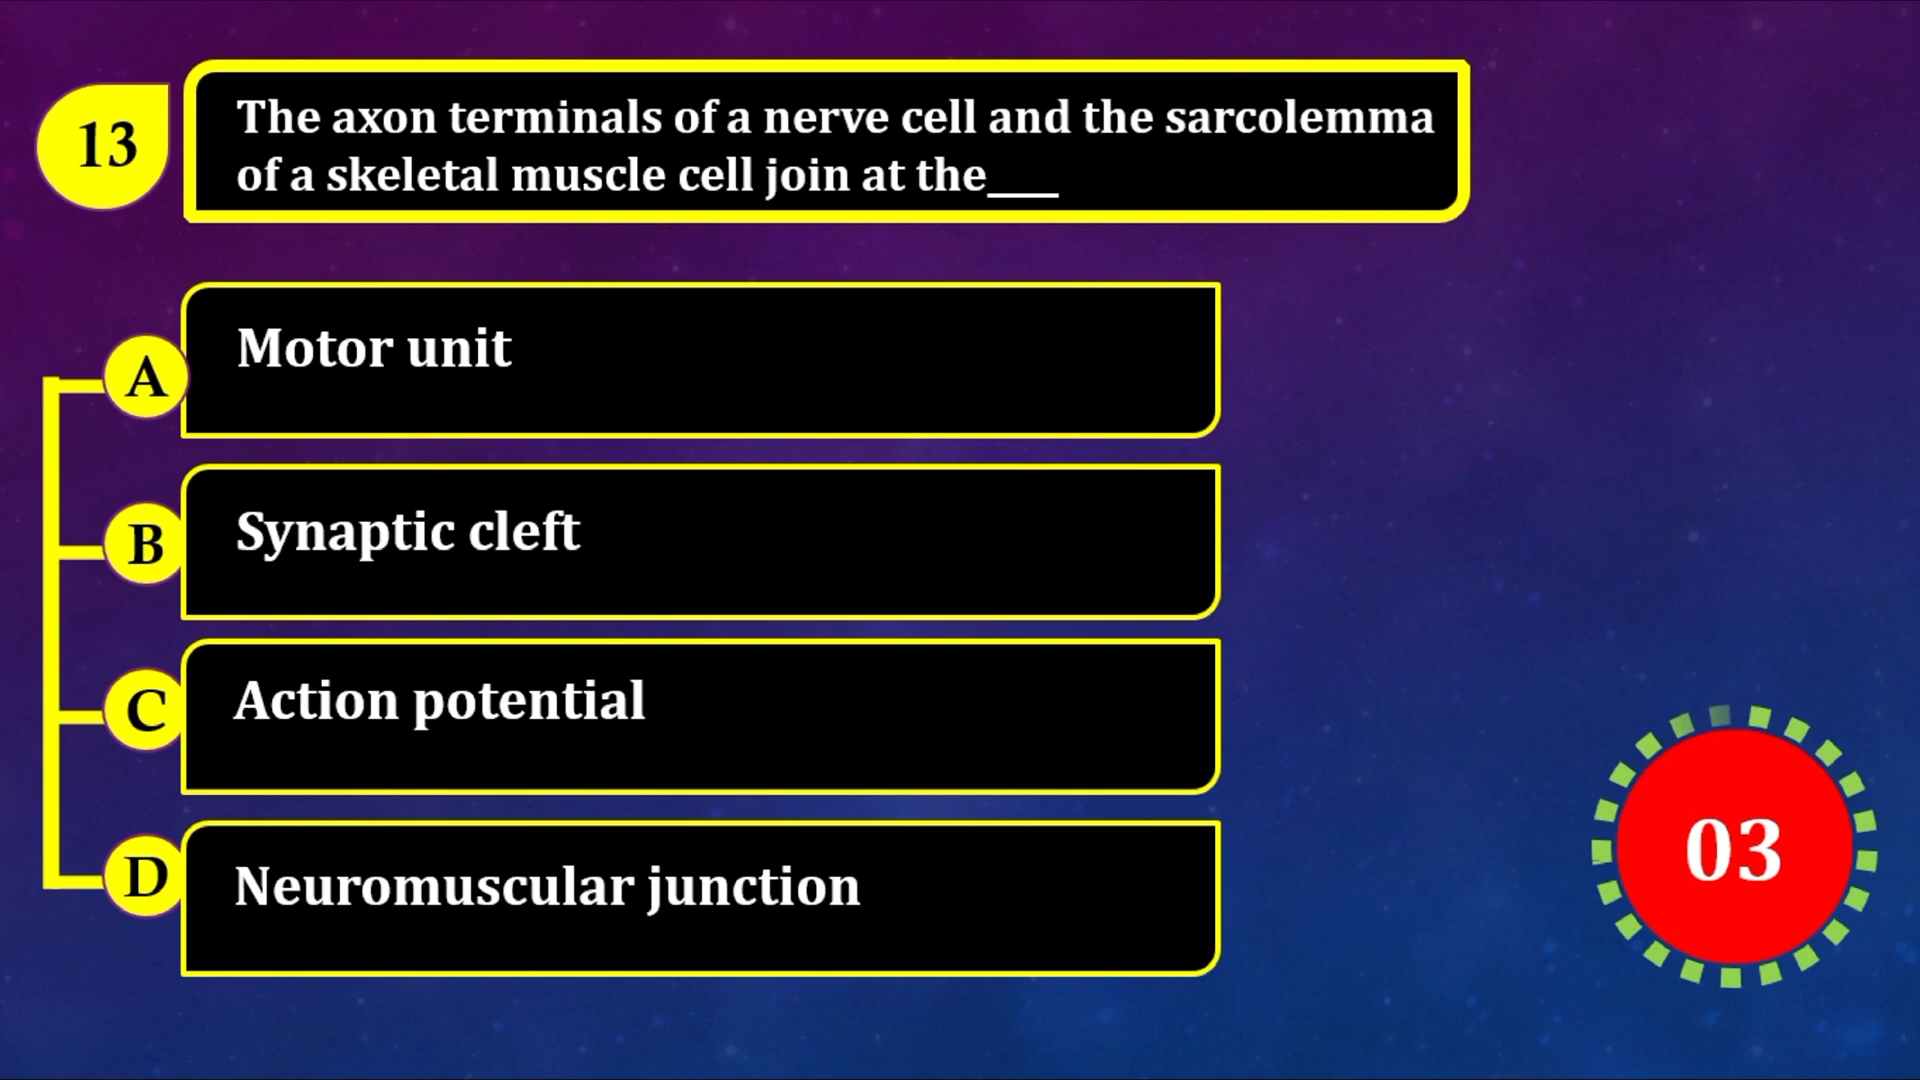 13
The axon terminals of a nerve cell and the sarcolemma
of a skeletal muscle cell join at the____
A
Motor unit
B
Synaptic cleft
C
Action potential
D
Neuromuscular junction
03